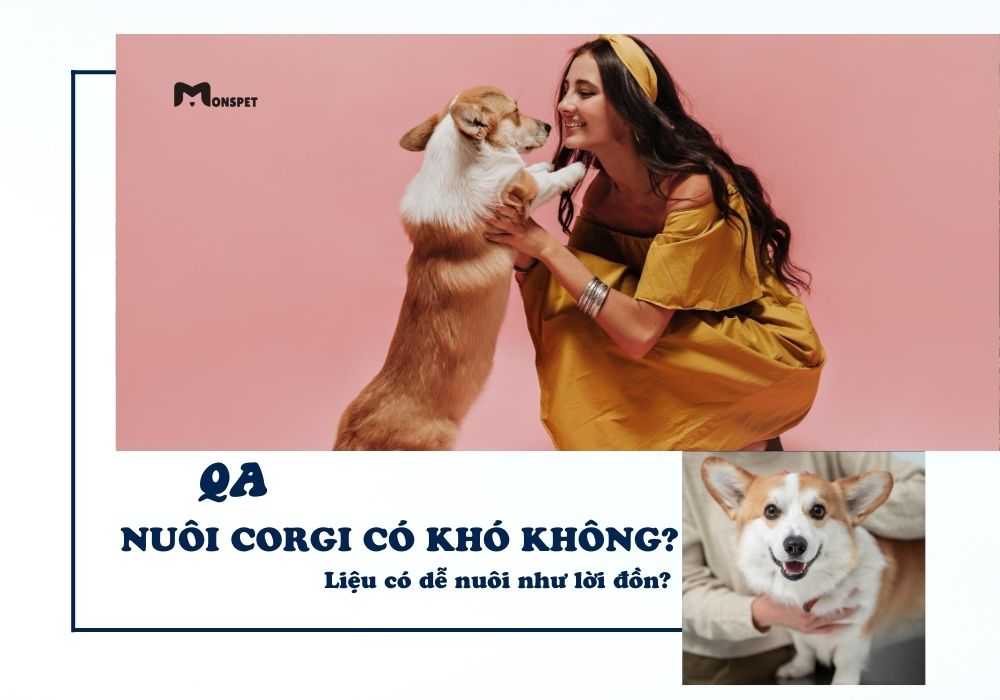 MONSPET
QA
NUÔI CORGI CÓ KHÓ KHÔNG?
Liệu có dễ nuôi như lời đồn?